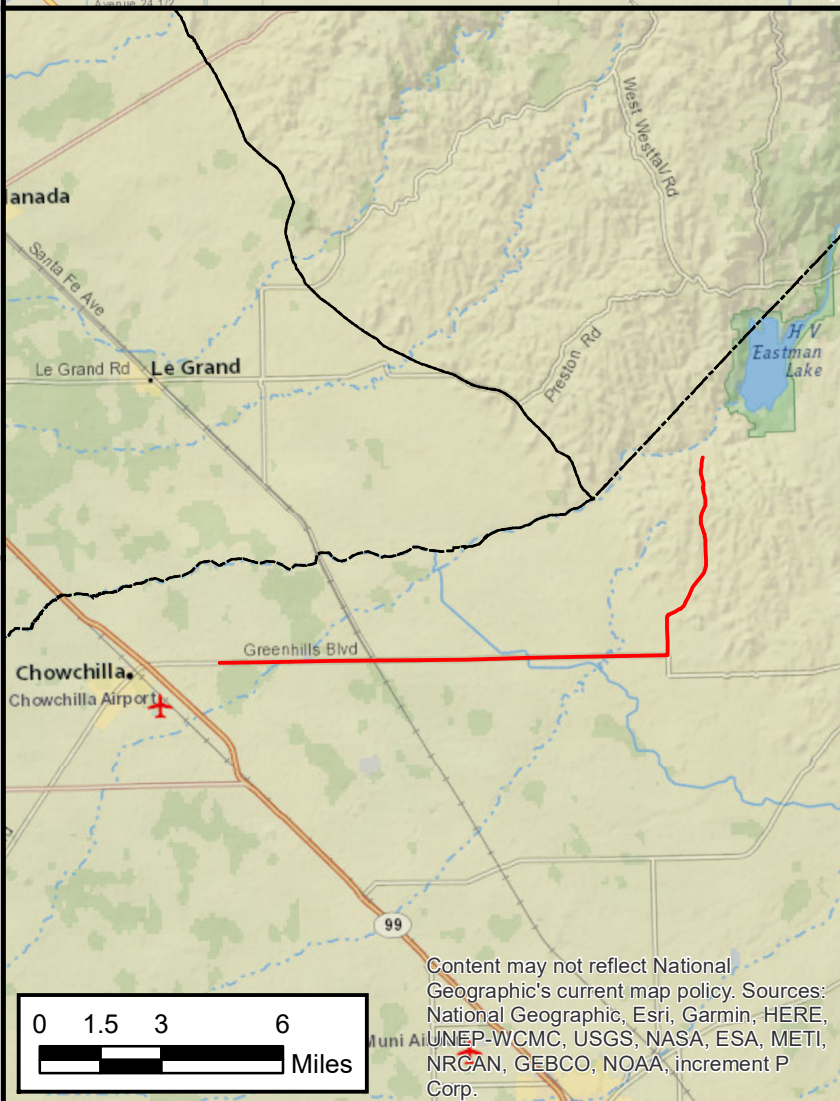 Avenue 24 1/2
West Westfall Rd
lanada
Santa Fe Ave
H V
Eastman
Lake
Preston Rd
Le Grand Rd
Le Grand
Greenhills Blvd
Chowchilla
Chowchilla Airport
99
Content may not reflect National
Geographic's current map policy. Sources:
National Geographic, Esri, Garmin, HERE,
UNEP-WCMC, USGS, NASA, ESA, METI,
NRCAN, GEBCO, NOAA, increment P
Corp.
0 1.5 3 6
Miles
Muni Ai